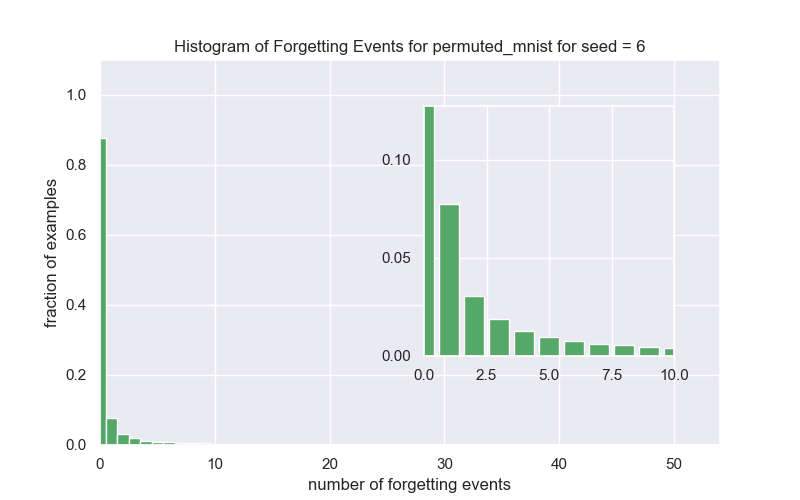 Histogram of Forgetting Events for permuted_mnist for seed = 6
1.0
0.8
0.6
0.4
0.2
0.0
fraction of examples
0.10
0.05
0.00
0.0 2.5 5.0 7.5 10.0
0 10 20 30 40 50
number of forgetting events